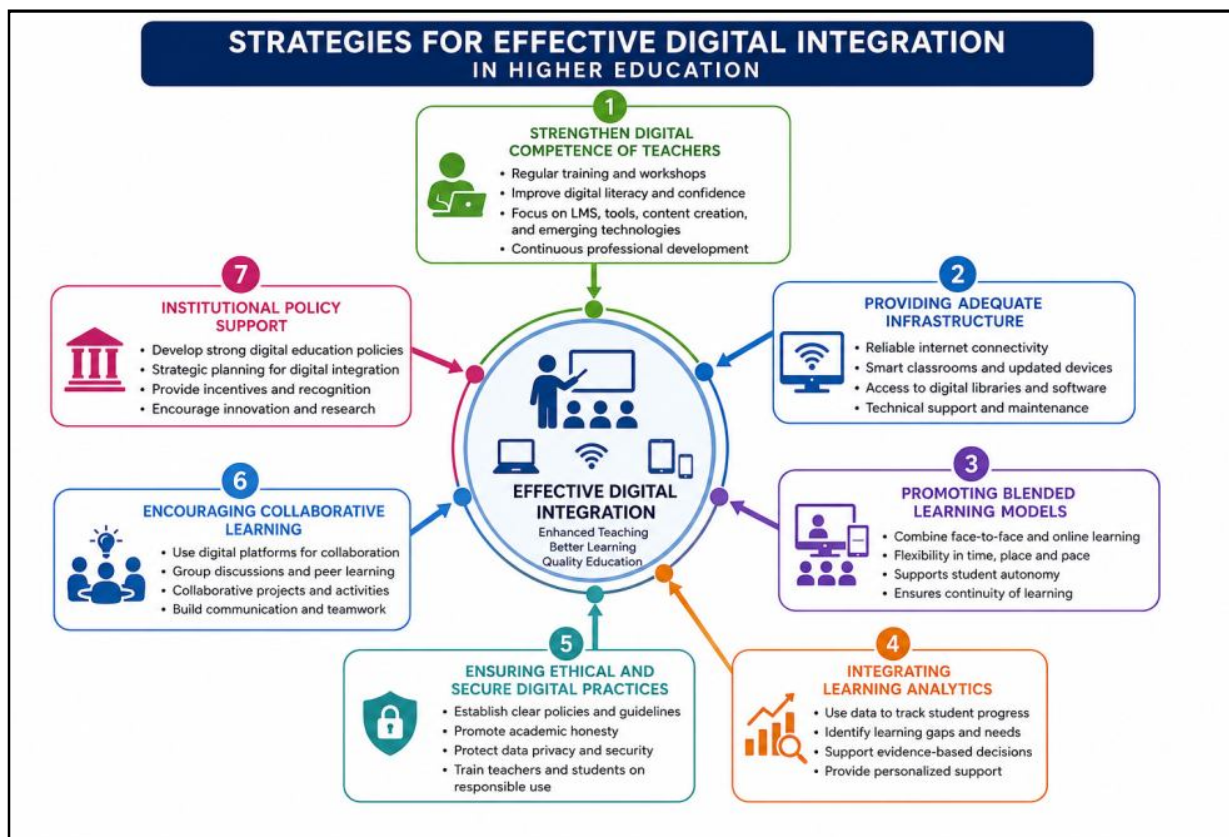 STRATEGIES FOR EFFECTIVE DIGITAL INTEGRATION
IN HIGHER EDUCATION
1
STRENGTHEN DIGITAL
COMPETENCE OF TEACHERS
• Regular training and workshops
• Improve digital literacy and confidence
• Focus on LMS, tools, content creation,
and emerging technologies
• Continuous professional development
2
PROVIDING ADEQUATE
INFRASTRUCTURE
• Reliable internet connectivity
• Smart classrooms and updated devices
• Access to digital libraries and software
• Technical support and maintenance
3
PROMOTING BLENDED
LEARNING MODELS
• Combine face-to-face and online learning
• Flexibility in time, place and pace
• Supports student autonomy
• Ensures continuity of learning
4
INTEGRATING
LEARNING ANALYTICS
• Use data to track student progress
• Identify learning gaps and needs
• Support evidence-based decisions
• Provide personalized support
5
ENSURING ETHICAL AND
SECURE DIGITAL PRACTICES
• Establish clear policies and guidelines
• Promote academic honesty
• Protect data privacy and security
• Train teachers and students on
responsible use
6
ENCOURAGING COLLABORATIVE
LEARNING
• Use digital platforms for collaboration
• Group discussions and peer learning
• Collaborative projects and activities
• Build communication and teamwork
7
INSTITUTIONAL POLICY
SUPPORT
• Develop strong digital education policies
• Strategic planning for digital integration
• Provide incentives and recognition
• Encourage innovation and research
EFFECTIVE DIGITAL
INTEGRATION
Enhanced Teaching
Better Learning
Quality Education